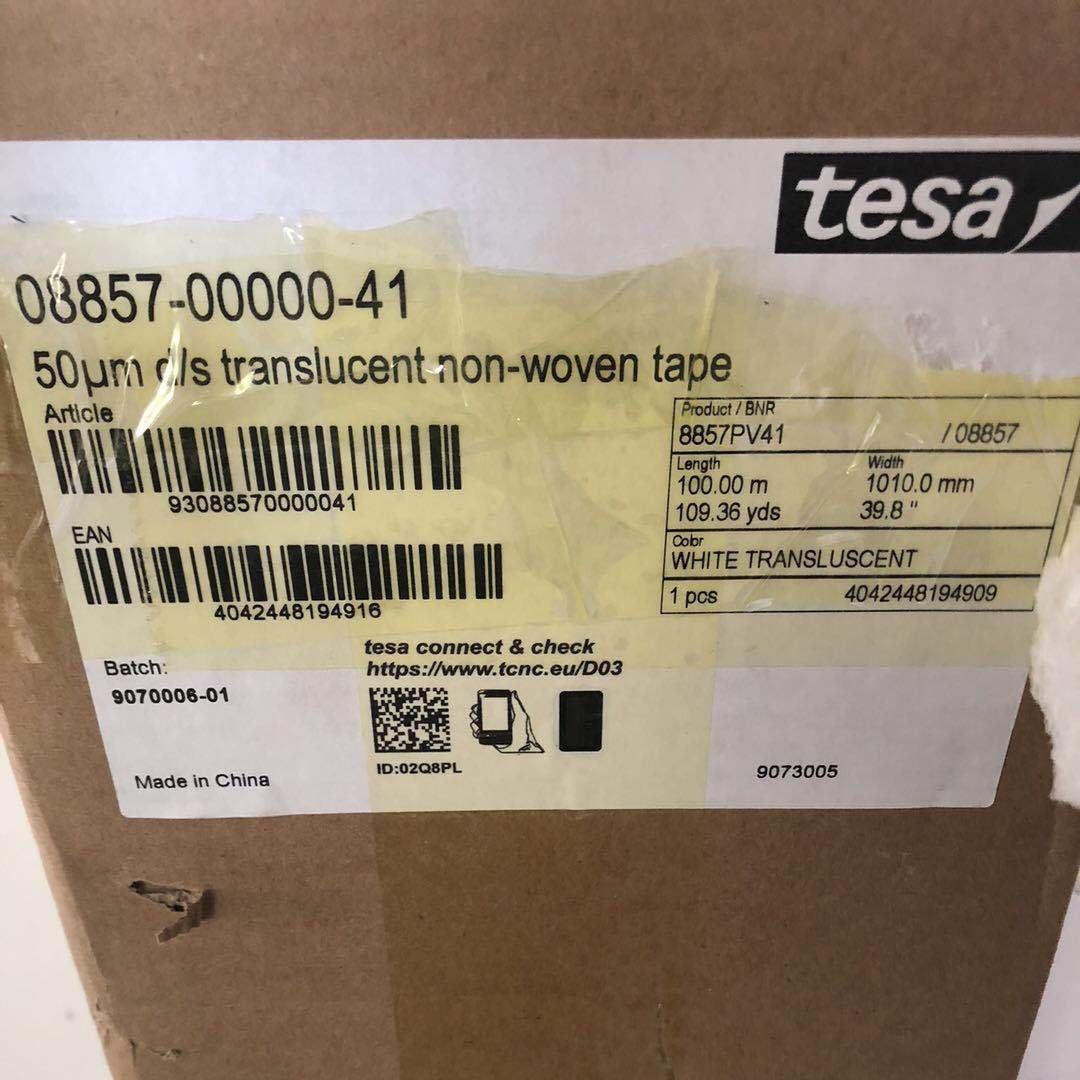 tesa
08857-00000-41
50µm d/s translucent non-woven tape
Article
93088570000041
EAN
4042448194916
Product / BNR
8857PV41 / 08857
Length Width
100.00 m 1010.0 mm
109.36 yds 39.8 "
Color
WHITE TRANSLUSCENT
1 pcs 4042448194909
tesa connect & check
https://www.tcnc.eu/D03
Batch:
9070006-01
ID:02Q8PL
Made in China
9073005